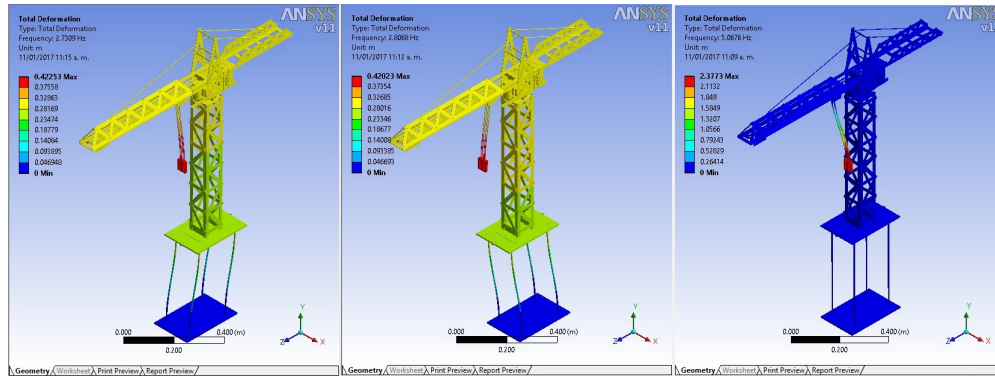 Total Deformation
Type: Total Deformation
Frequency: 2.7309 Hz
Unit: m
11/01/2017 11:15 a. m.
0.42253 Max
0.37558
0.32863
0.28169
0.23474
0.18779
0.14084
0.093895
0.046948
0 Min
ANSYS
v11
0.000
0.400 (m)
0.200
Y
Z
X
Geometry Worksheet Print Preview Report Preview
Total Deformation
Type: Total Deformation
Frequency: 2.8068 Hz
Unit: m
11/01/2017 11:12 a. m.
0.42023 Max
0.37354
0.32685
0.28016
0.23346
0.18677
0.14008
0.093385
0.046693
0 Min
ANSYS
v11
0.000
0.400 (m)
0.200
Y
Z
X
Geometry Worksheet Print Preview Report Preview
Total Deformation
Type: Total Deformation
Frequency: 5.0676 Hz
Unit: m
11/01/2017 11:09 a. m.
2.3773 Max
2.1132
1.849
1.5849
1.3207
1.0566
0.79243
0.52829
0.26414
0 Min
ANSYS
v11
0.000
0.400 (m)
0.200
Y
Z
X
Geometry Worksheet Print Preview Report Preview